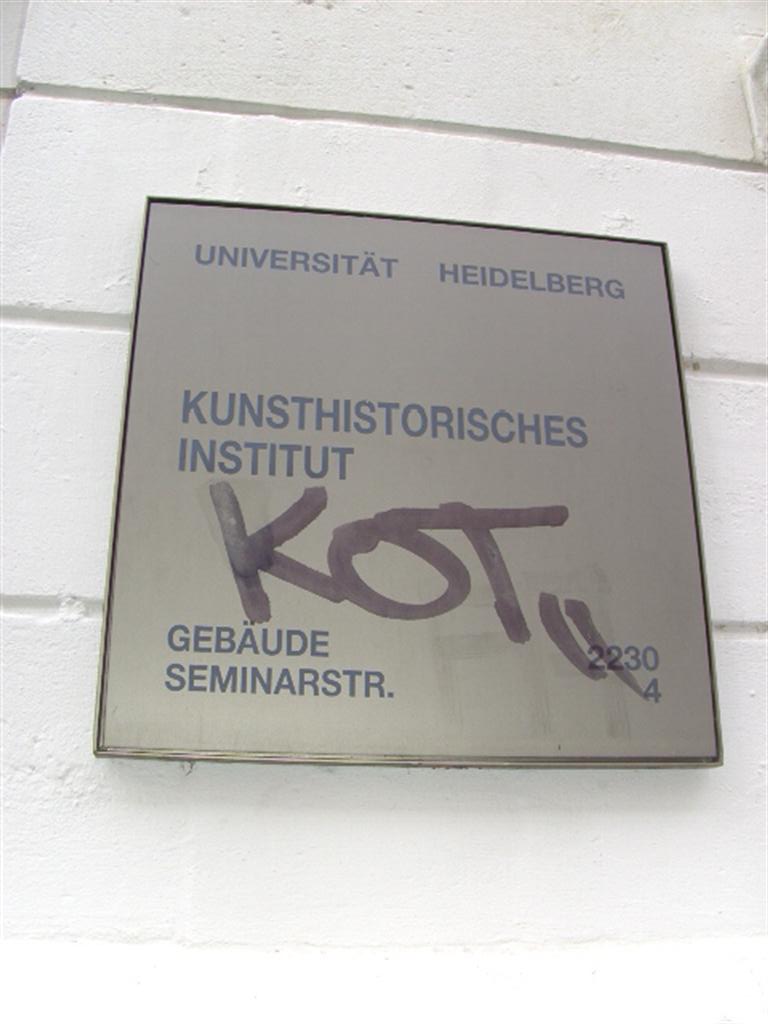 UNIVERSITÄT HEIDELBERG
KUNSTHISTORISCHES
INSTITUT
KOT
GEBÄUDE 2230
SEMINARSTR. 4